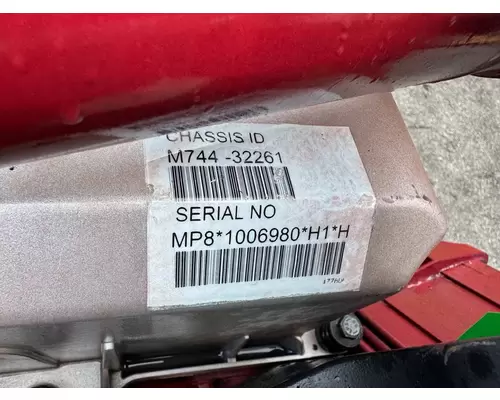 CHASSIS ID
M744 -32261
SERIAL NO
MP8*1006980*H1*H